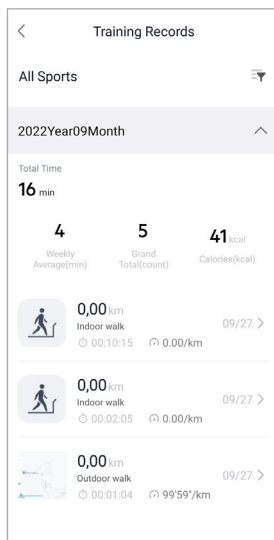 Training Records
All Sports
2022Year09Month
Total Time
16 min
4
Weekly
Average(min)
5
Grand
Total(count)
41 kcal
Calories(kcal)
0,00 km
Indoor walk
00:10:15 0.00/km
09/27
0,00 km
Indoor walk
00:02:05 0.00/km
09/27
0,00 km
Outdoor walk
00:01:04 99'59"/km
09/27